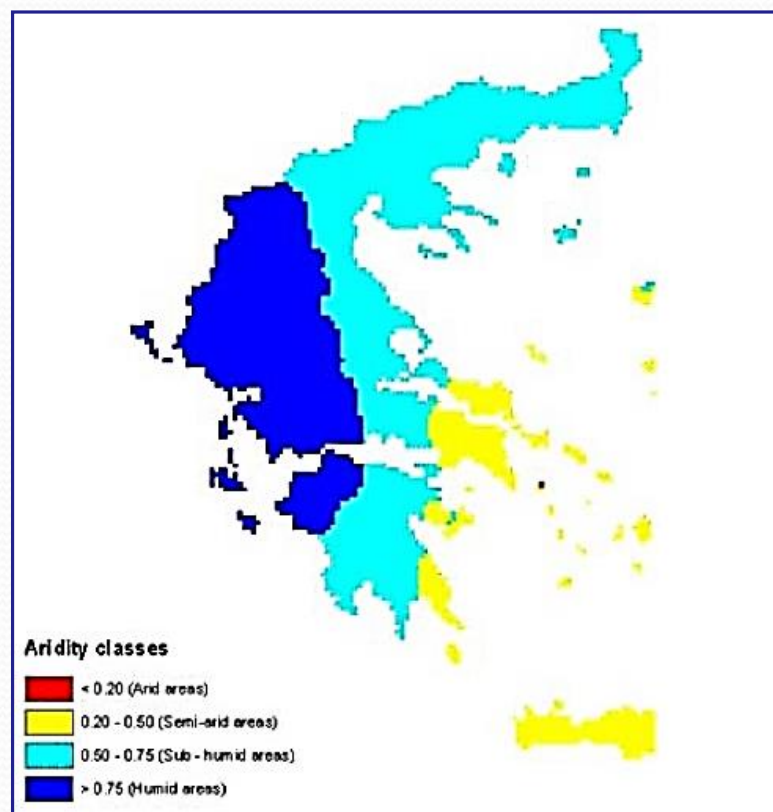 Aridity classes
< 0.20 (Arid areas)
0.20 - 0.50 (Semi-arid areas)
0.50 - 0.75 (Sub - humid areas)
> 0.75 (Humid areas)